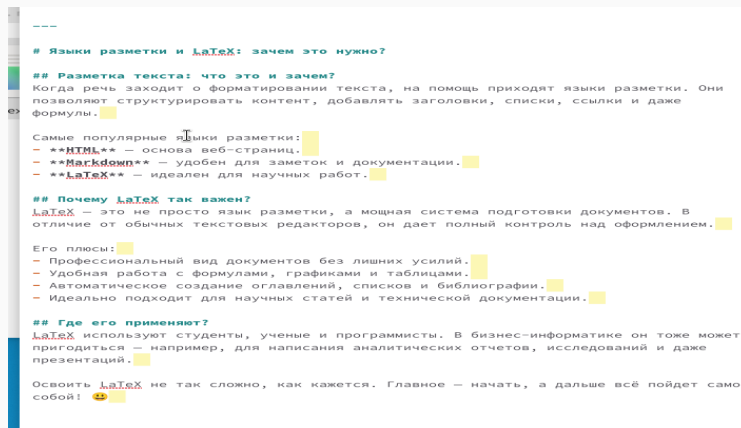 ---
# Языки разметки и LaTeX: зачем это нужно?
## Разметка текста: что это и зачем?
Когда речь заходит о форматировании текста, на помощь приходят языки разметки. Они
позволяют структурировать контент, добавлять заголовки, списки, ссылки и даже
формулы.
Самые популярные языки разметки:
- **HTML** — основа веб-страниц.
- **Markdown** — удобен для заметок и документации.
- **LaTeX** — идеален для научных работ.
## Почему LaTeX так важен?
LaTeX — это не просто язык разметки, а мощная система подготовки документов. В
отличие от обычных текстовых редакторов, он дает полный контроль над оформлением.
Его плюсы:
- Профессиональный вид документов без лишних усилий.
- Удобная работа с формулами, графиками и таблицами.
- Автоматическое создание оглавлений, списков и библиографии.
- Идеально подходит для научных статей и технической документации.
## Где его применяют?
LaTeX используют студенты, ученые и программисты. В бизнес-информатике он тоже может
пригодиться — например, для написания аналитических отчетов, исследований и даже
презентаций.
Освоить LaTeX не так сложно, как кажется. Главное — начать, а дальше всё пойдет само
собой! 😃